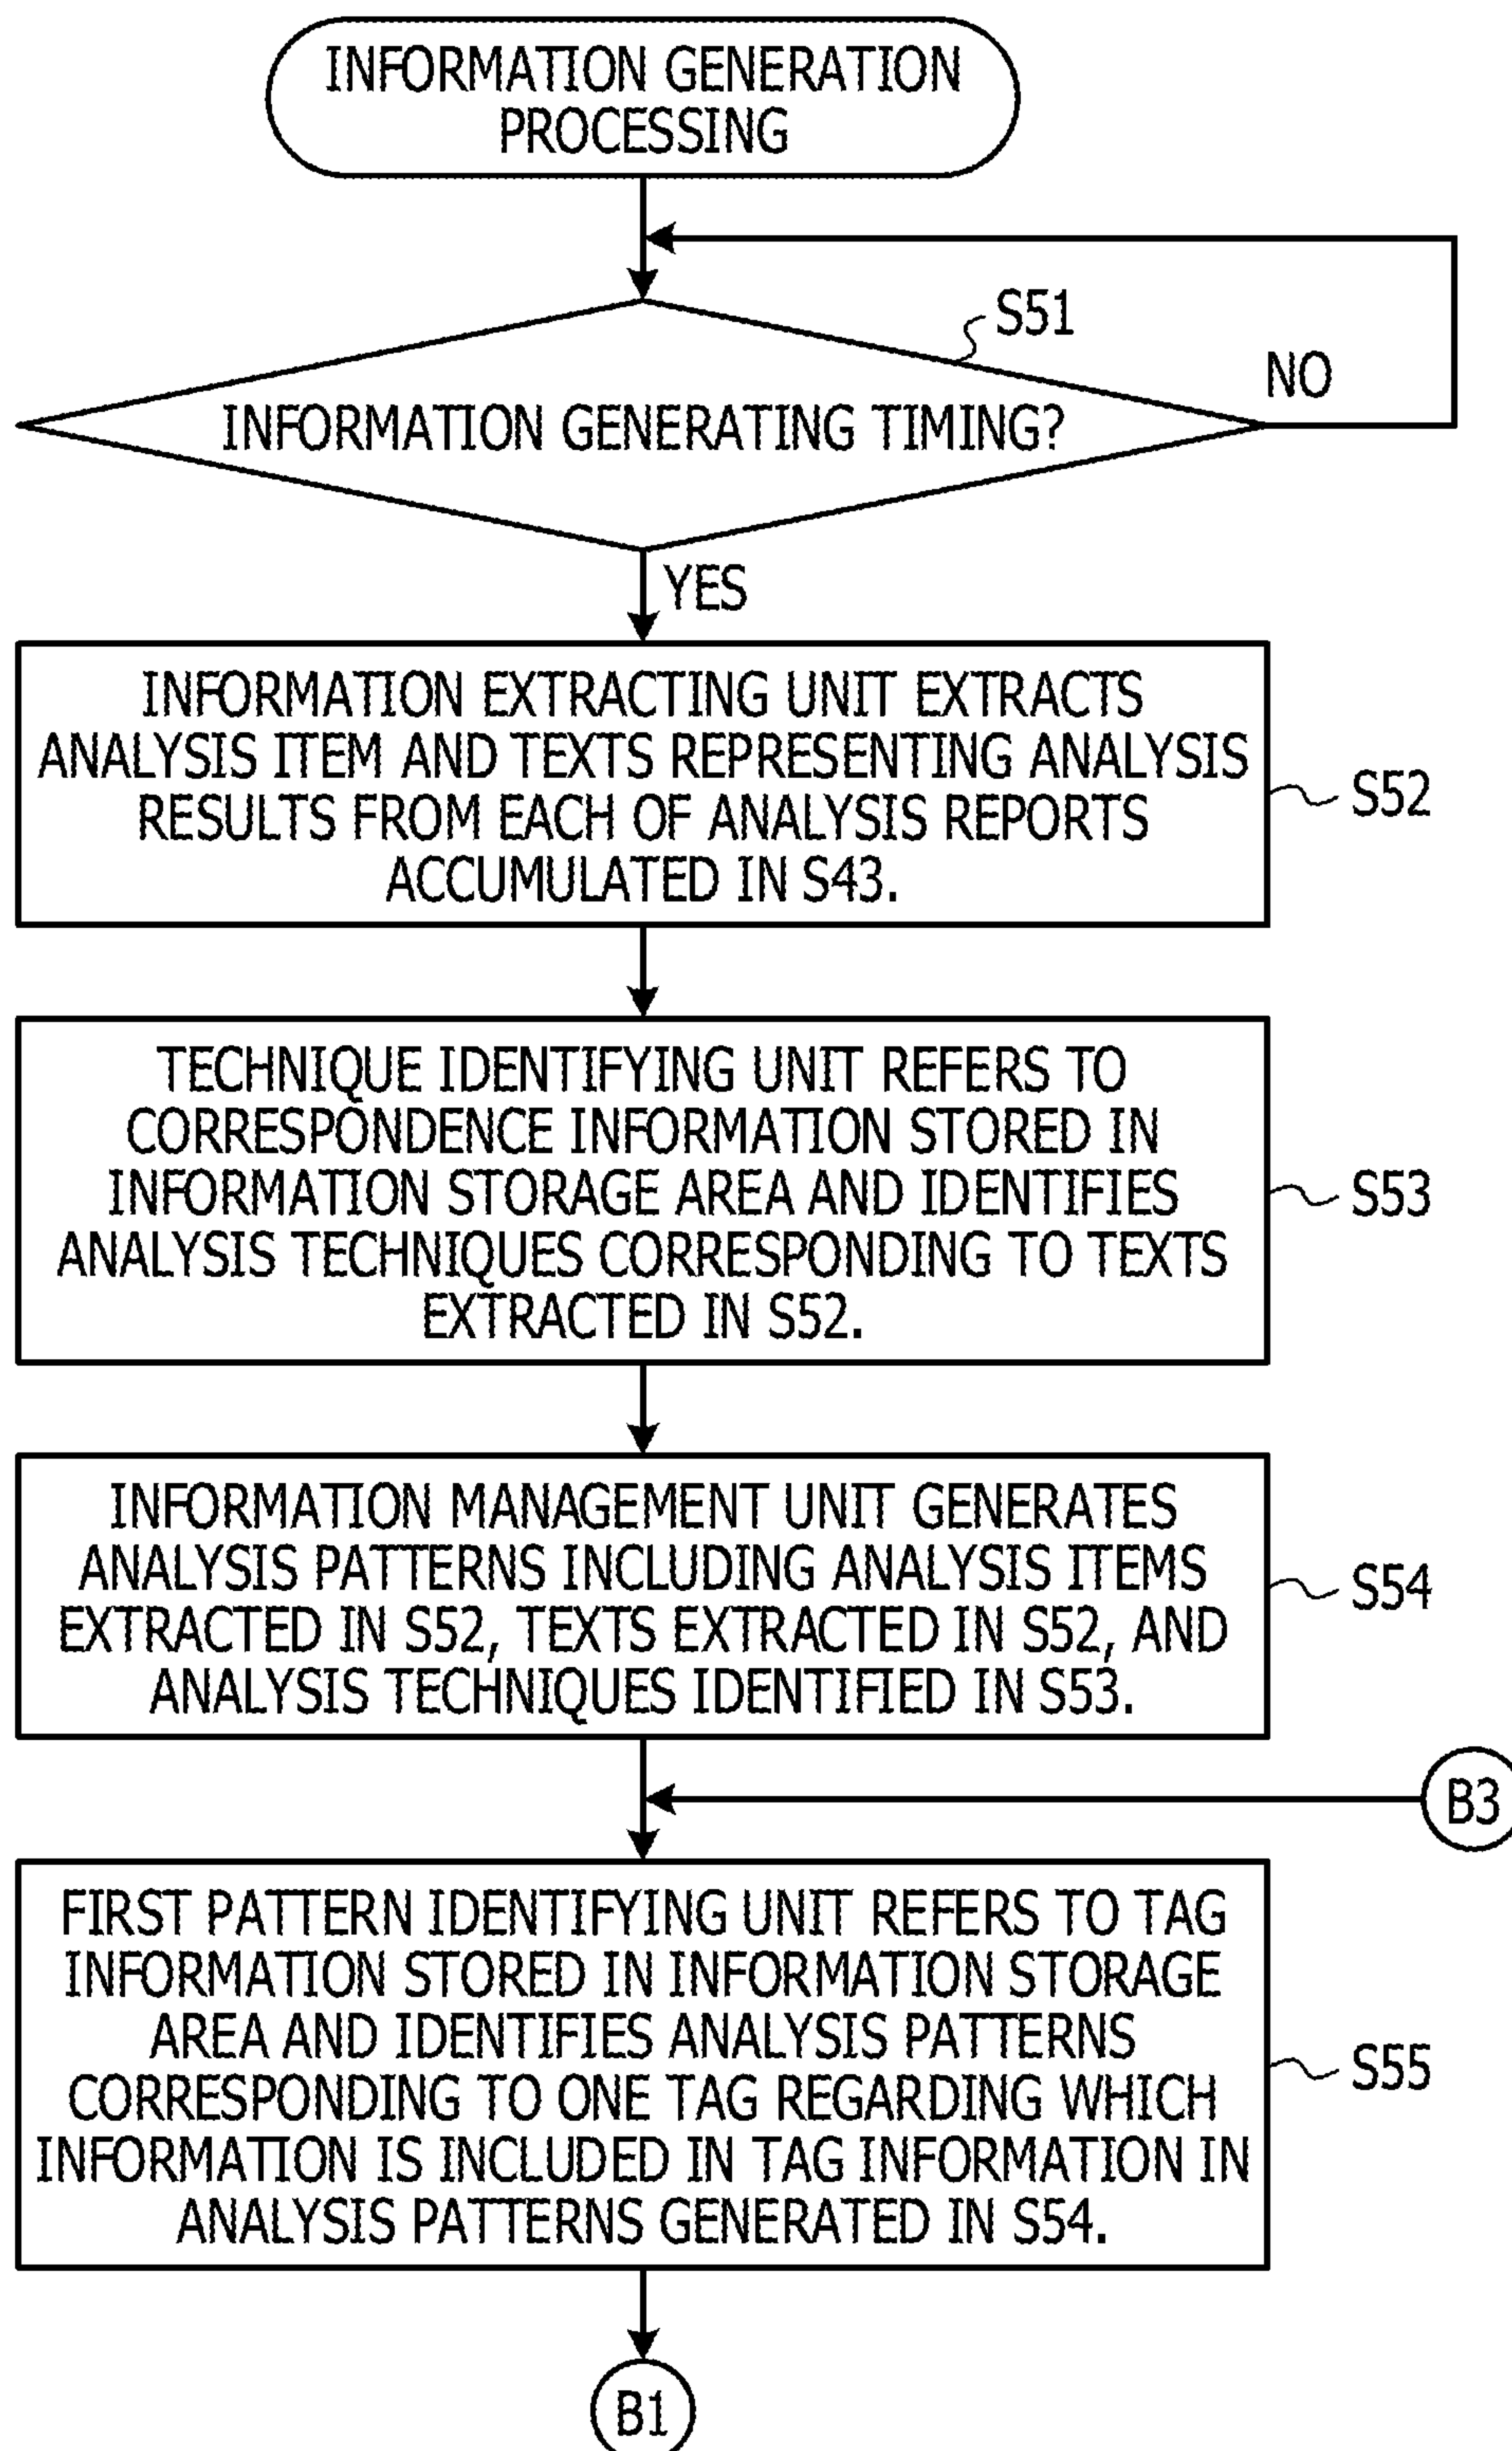 INFORMATION GENERATION
PROCESSING
S51
NO
INFORMATION GENERATING TIMING?
YES
INFORMATION EXTRACTING UNIT EXTRACTS
ANALYSIS ITEM AND TEXTS REPRESENTING ANALYSIS
RESULTS FROM EACH OF ANALYSIS REPORTS
ACCUMULATED IN S43.
S52
TECHNIQUE IDENTIFYING UNIT REFERS TO
CORRESPONDENCE INFORMATION STORED IN
INFORMATION STORAGE AREA AND IDENTIFIES
ANALYSIS TECHNIQUES CORRESPONDING TO TEXTS
EXTRACTED IN S52.
S53
INFORMATION MANAGEMENT UNIT GENERATES
ANALYSIS PATTERNS INCLUDING ANALYSIS ITEMS
EXTRACTED IN S52, TEXTS EXTRACTED IN S52, AND
ANALYSIS TECHNIQUES IDENTIFIED IN S53.
S54
B3
FIRST PATTERN IDENTIFYING UNIT REFERS TO TAG
INFORMATION STORED IN INFORMATION STORAGE
AREA AND IDENTIFIES ANALYSIS PATTERNS
CORRESPONDING TO ONE TAG REGARDING WHICH
INFORMATION IS INCLUDED IN TAG INFORMATION IN
ANALYSIS PATTERNS GENERATED IN S54.
S55
B1